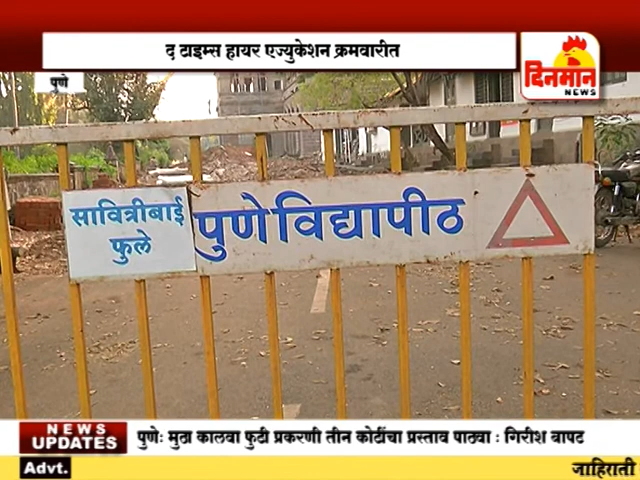 द टाइम्स हायर एज्युकेशन क्रमवारीत
पुणे
दिनमान
NEWS
सावित्रीबाई
फुले
पुणे विद्यापीठ
NEWS
UPDATES
पुणे: मुठा कालवा फुटी प्रकरणी तीन कोटींचा प्रस्ताव पाठवा : गिरीश बापट
Advt.
जाहिराती